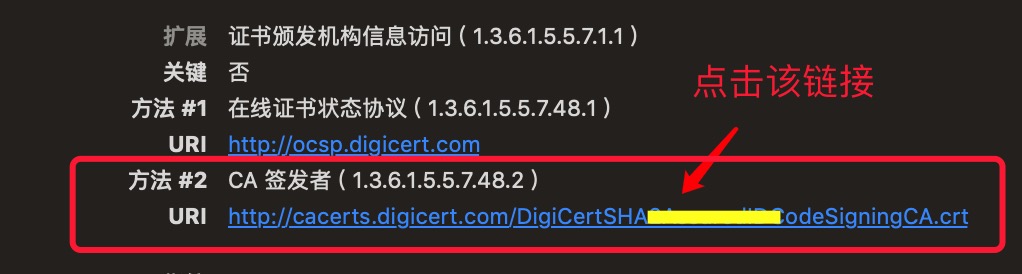 扩展 证书颁发机构信息访问 ( 1.3.6.1.5.5.7.1.1 )
关键 否
点击该链接
方法 #1 在线证书状态协议 ( 1.3.6.1.5.5.7.48.1 )
URI http://ocsp.digicert.com
方法 #2 CA 签发者 ( 1.3.6.1.5.5.7.48.2 )
URI http://cacerts.digicert.com/DigiCertSHA CodeSigningCA.crt